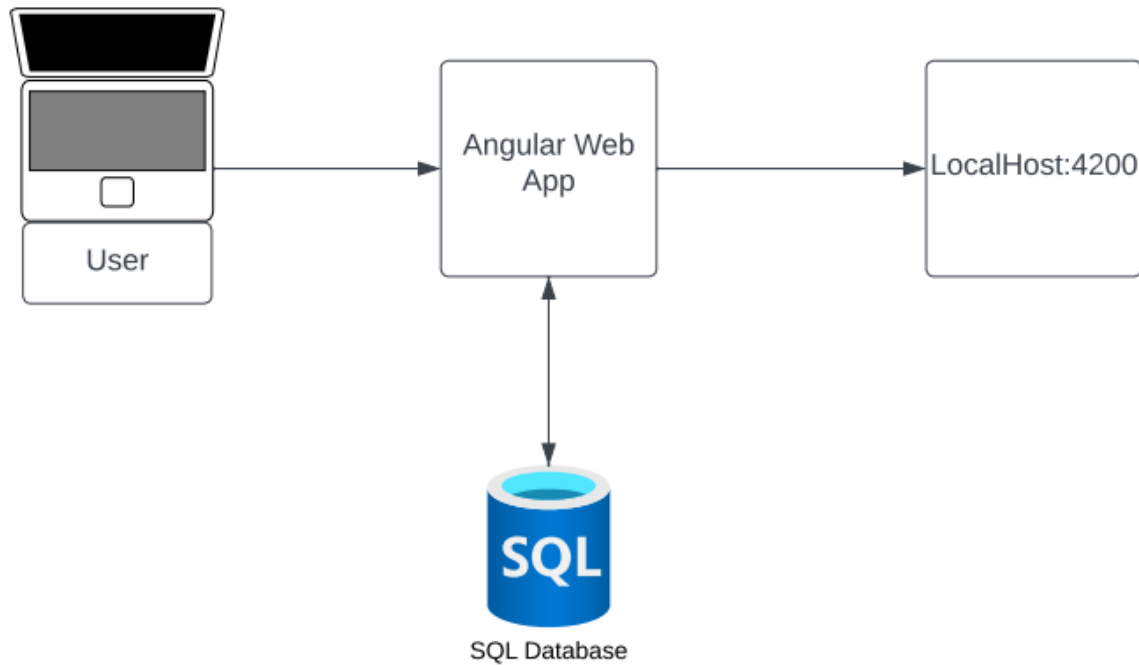 User
Angular Web
App
LocalHost:4200
SQL
SQL Database